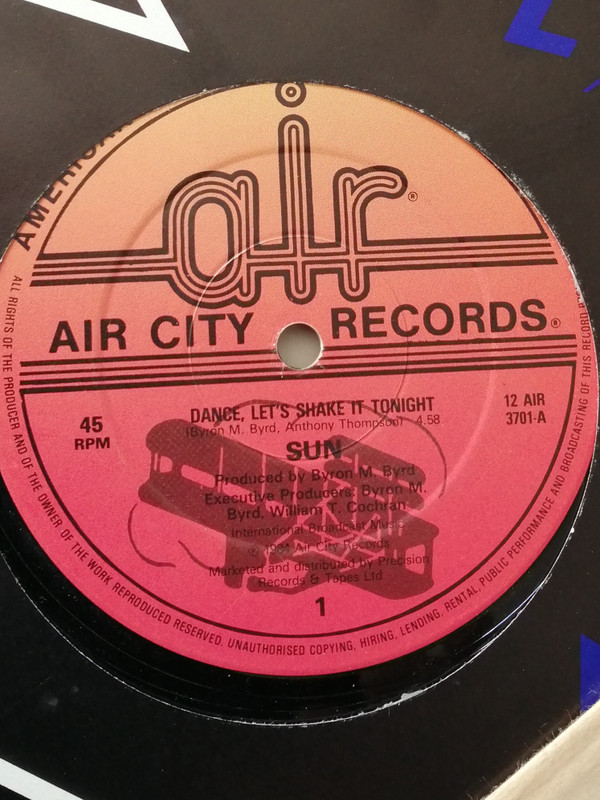 AMERICAN
air®
AIR CITY RECORDS®
45
RPM
DANCE, LET'S SHAKE IT TONIGHT
(Byron M. Byrd, Anthony Thompson) 4.58
12 AIR
3701-A
SUN
Produced by Byron M. Byrd
Executive Producers: Byron M.
Byrd, William T. Cochran
International Broadcast Music
℗ 1984 Air City Records
Marketed and distributed by Precision
Records & Tapes Ltd
1
ALL RIGHTS OF THE PRODUCER AND OF THE OWNER OF THE WORK REPRODUCED RESERVED. UNAUTHORISED COPYING, HIRING, LENDING, RENTAL, PUBLIC PERFORMANCE AND BROADCASTING OF THIS RECORD